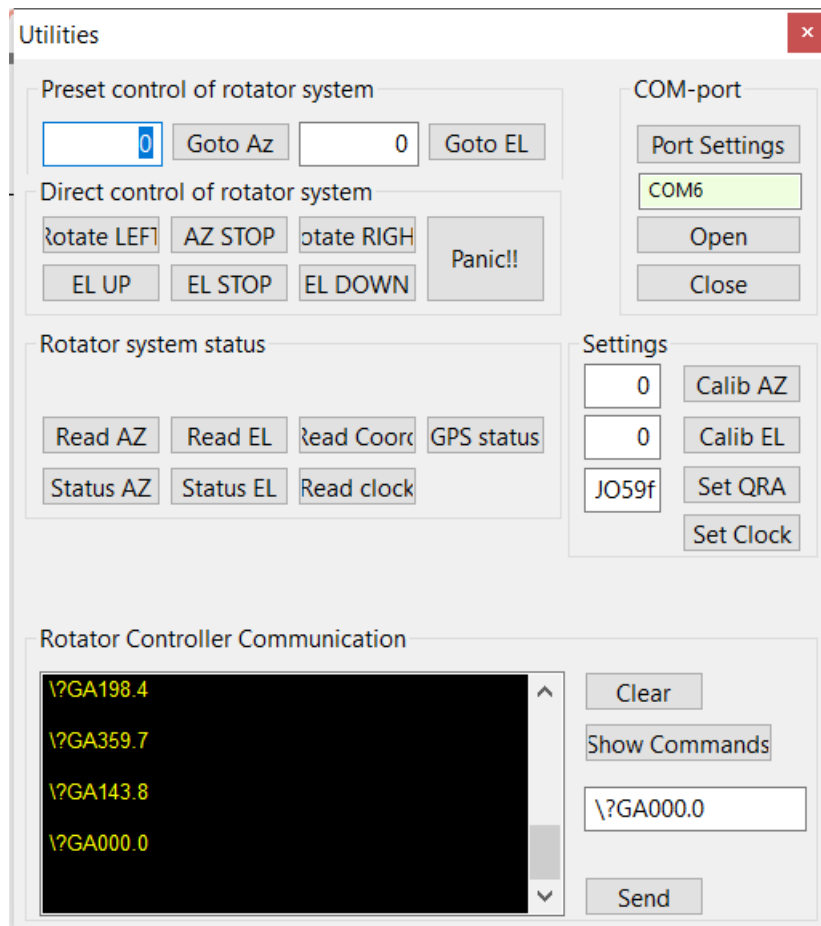 Utilities
Preset control of rotator system
0 Goto Az 0 Goto EL
Direct control of rotator system
Rotate LEFT AZ STOP otate RIGH Panic!!
EL UP EL STOP EL DOWN
COM-port
Port Settings
COM6
Open
Close
Rotator system status
Read AZ Read EL Read Coord GPS status
Status AZ Status EL Read clock
Settings
0 Calib AZ
0 Calib EL
JO59f Set QRA
Set Clock
Rotator Controller Communication
\?GA198.4
\?GA359.7
\?GA143.8
\?GA000.0
Clear
Show Commands
\?GA000.0
Send